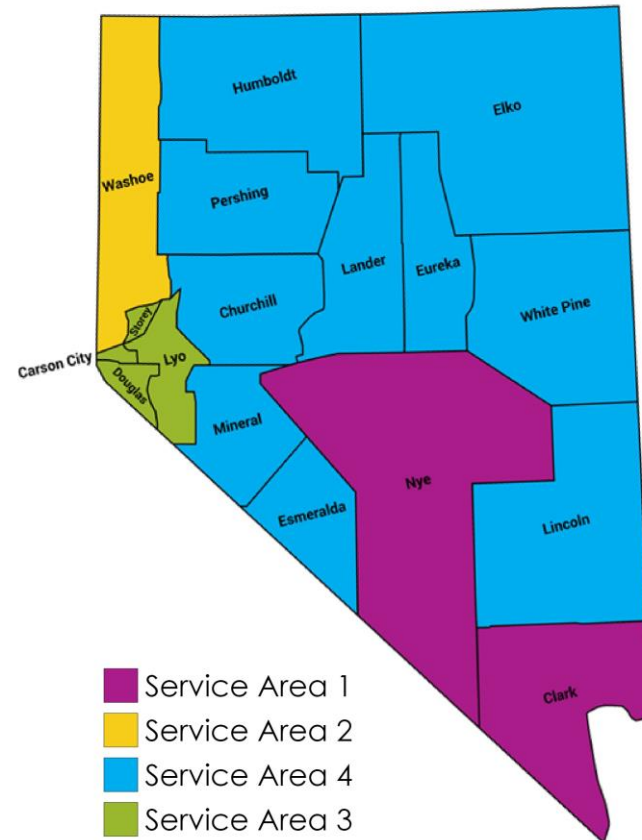 Humboldt
Elko
Washoe
Pershing
Lander
Eureka
Churchill
White Pine
Storey
Carson City
Lyo
Douglas
Mineral
Nye
Esmeralda
Lincoln
Clark
Service Area 1
Service Area 2
Service Area 4
Service Area 3